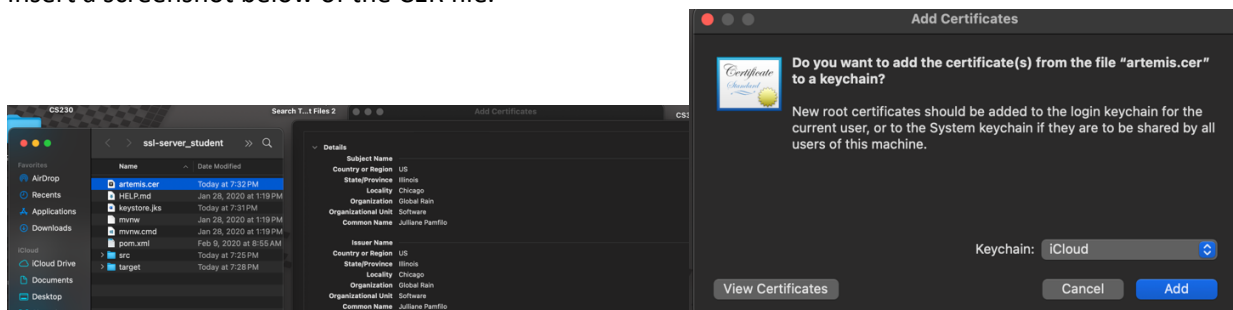 Insert a screenshot below of the CER file.
Add Certificates
Certificate
Standard
Do you want to add the certificate(s) from the file “artemis.cer”
to a keychain?
New root certificates should be added to the login keychain for the
current user, or to the System keychain if they are to be shared by all
users of this machine.
Keychain: iCloud
View Certificates
Cancel
Add
CS230
Search T...t Files 2
Add Certificates
ssl-server_student
Favorites
AirDrop
Recents
Applications
Downloads
iCloud
iCloud Drive
Documents
Desktop
Name Date Modified
artemis.cer Today at 7:32 PM
HELP.md Jan 28, 2020 at 1:19 PM
keystore.jks Today at 7:31 PM
mvnw Jan 28, 2020 at 1:19 PM
mvnw.cmd Jan 28, 2020 at 1:19 PM
pom.xml Feb 9, 2020 at 8:55 AM
src Today at 7:25 PM
target Today at 7:28 PM
Details
Subject Name
Country or Region US
State/Province Illinois
Locality Chicago
Organization Global Rain
Organizational Unit Software
Common Name Julliane Pamfilo
Issuer Name
Country or Region US
State/Province Illinois
Locality Chicago
Organization Global Rain
Organizational Unit Software
Common Name Julliane Pamfilo